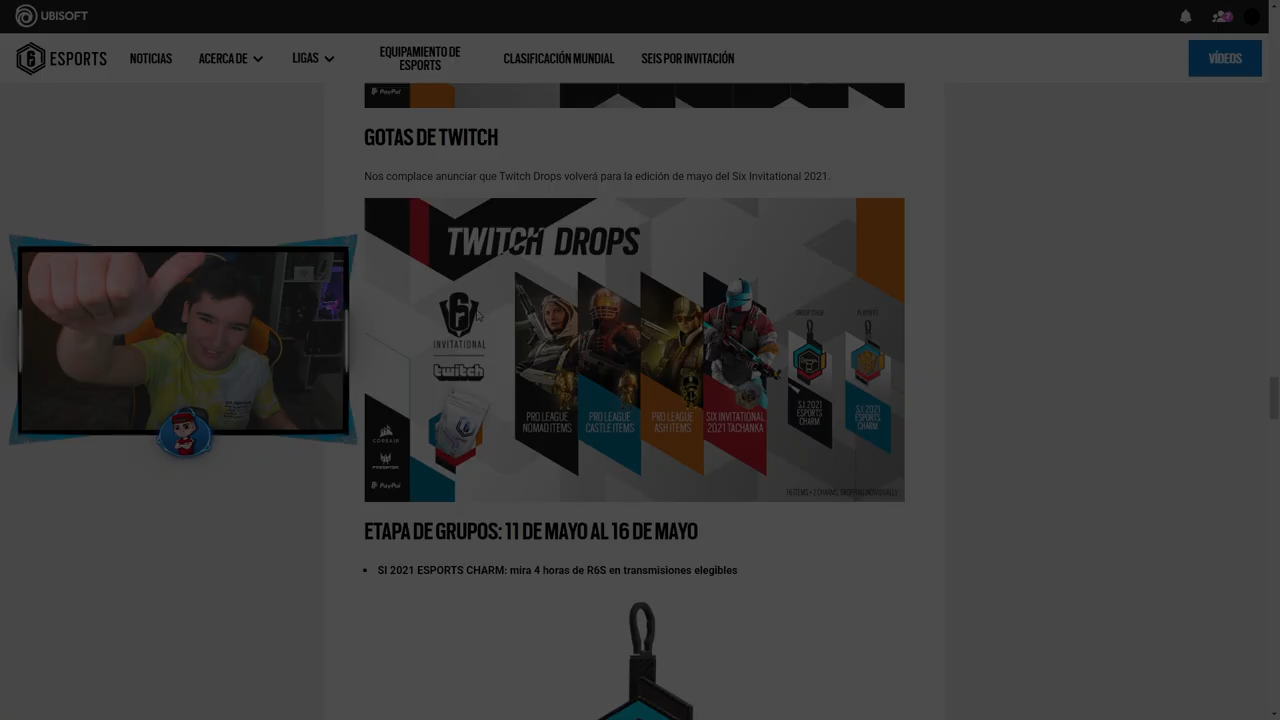 UBISOFT
ESPORTS
NOTICIAS
ACERCA DE
LIGAS
EQUIPAMIENTO DE
ESPORTS
CLASIFICACIÓN MUNDIAL
SEIS POR INVITACIÓN
VÍDEOS
PayPal
GOTAS DE TWITCH
Nos complace anunciar que Twitch Drops volverá para la edición de mayo del Six Invitational 2021.
TWITCH DROPS
INVITATIONAL
twitch
CORSAIR
PREDATOR
PayPal
PRO LEAGUE
NOMAD ITEMS
PRO LEAGUE
CASTLE ITEMS
PRO LEAGUE
ASH ITEMS
SIX INVITATIONAL
2021 TACHANKA
GROUP STAGE
S.I 2021
ESPORTS
CHARM
PLAYOFFS
S.I 2021
ESPORTS
CHARM
ETAPA DE GRUPOS: 11 DE MAYO AL 16 DE MAYO
• SI 2021 ESPORTS CHARM: mira 4 horas de R6S en transmisiones elegibles